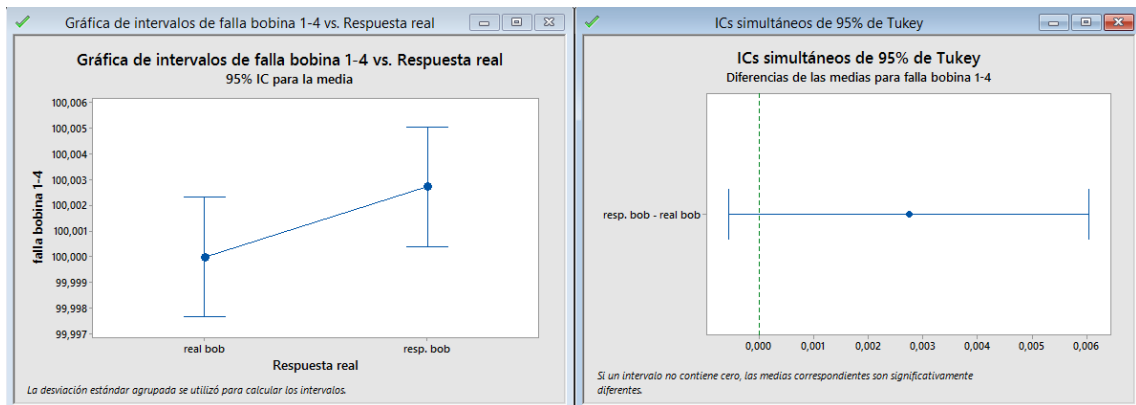 Gráfica de intervalos de falla bobina 1-4 vs. Respuesta real
Gráfica de intervalos de falla bobina 1-4 vs. Respuesta real
95% IC para la media
100,006
100,005
100,004
100,003
100,002
100,001
100,000
99,999
99,998
99,997
falla bobina 1-4
real bob
resp. bob
Respuesta real
La desviación estándar agrupada se utilizó para calcular los intervalos.
ICs simultáneos de 95% de Tukey
ICs simultáneos de 95% de Tukey
Diferencias de las medias para falla bobina 1-4
resp. bob - real bob
0,000
0,001
0,002
0,003
0,004
0,005
0,006
Si un intervalo no contiene cero, las medias correspondientes son significativamente
diferentes.